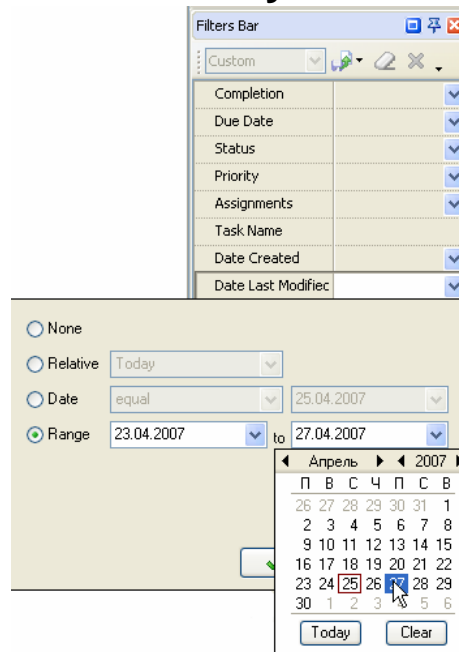 Filters Bar
Custom
Completion
Due Date
Status
Priority
Assignments
Task Name
Date Created
Date Last Modifiec
None
Relative Today
Date equal 25.04.2007
Range 23.04.2007 to 27.04.2007
Апрель 2007
П В С Ч П С В
26 27 28 29 30 31 1
2 3 4 5 6 7 8
9 10 11 12 13 14 15
16 17 18 19 20 21 22
23 24 25 26 27 28 29
30 1 2 3 4 5 6
Today Clear